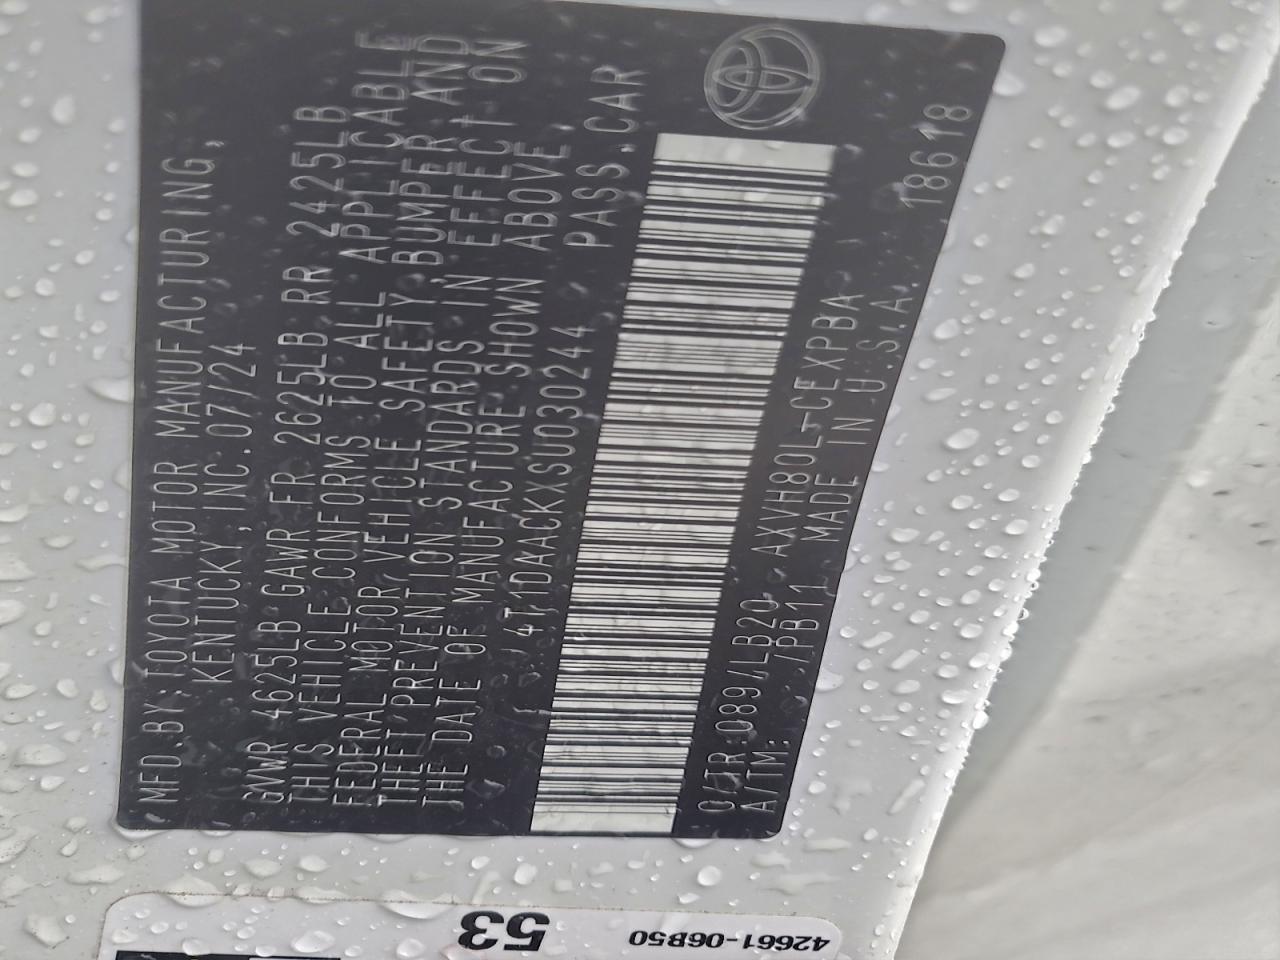 MFD.BY:TOYOTA MOTOR MANUFACTURING,
KENTUCKY, INC.07/24
GVWR 4625LB GAWR FR 2625LB RR 2425LB
THIS VEHICLE CONFORMS TO ALL APPLICABLE
FEDERAL MOTOR VEHICLE SAFETY, BUMPER AND
THEFT PREVENTION STANDARDS IN EFFECT ON
THE DATE OF MANUFACTURE SHOWN ABOVE.
4T1DAACKXSU030244 PASS.CAR
C/TR:089/LB20 AXVH80L-CEXPBA
A/TM: /PB11 MADE IN U.S.A. 18618
53
42661-06B50